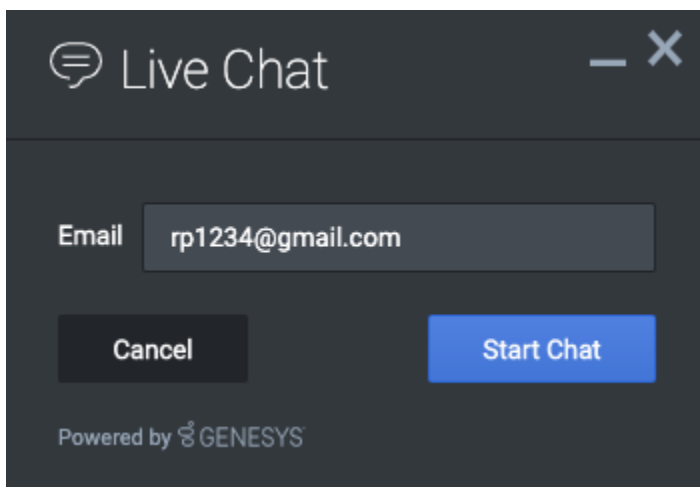 Live Chat
Email rp1234@gmail.com
Cancel Start Chat
Powered by GENESYS